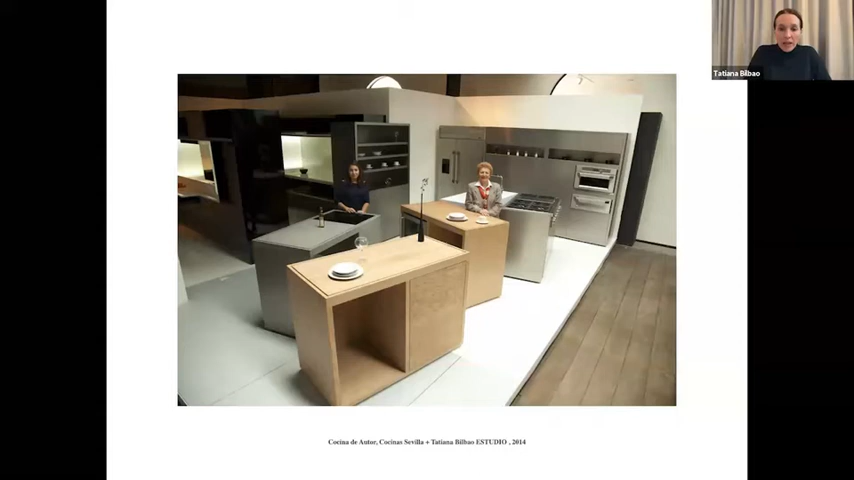 Tatiana Bilbao
Cocina de Autor, Cocinas Sevilla + Tatiana Bilbao ESTUDIO , 2014